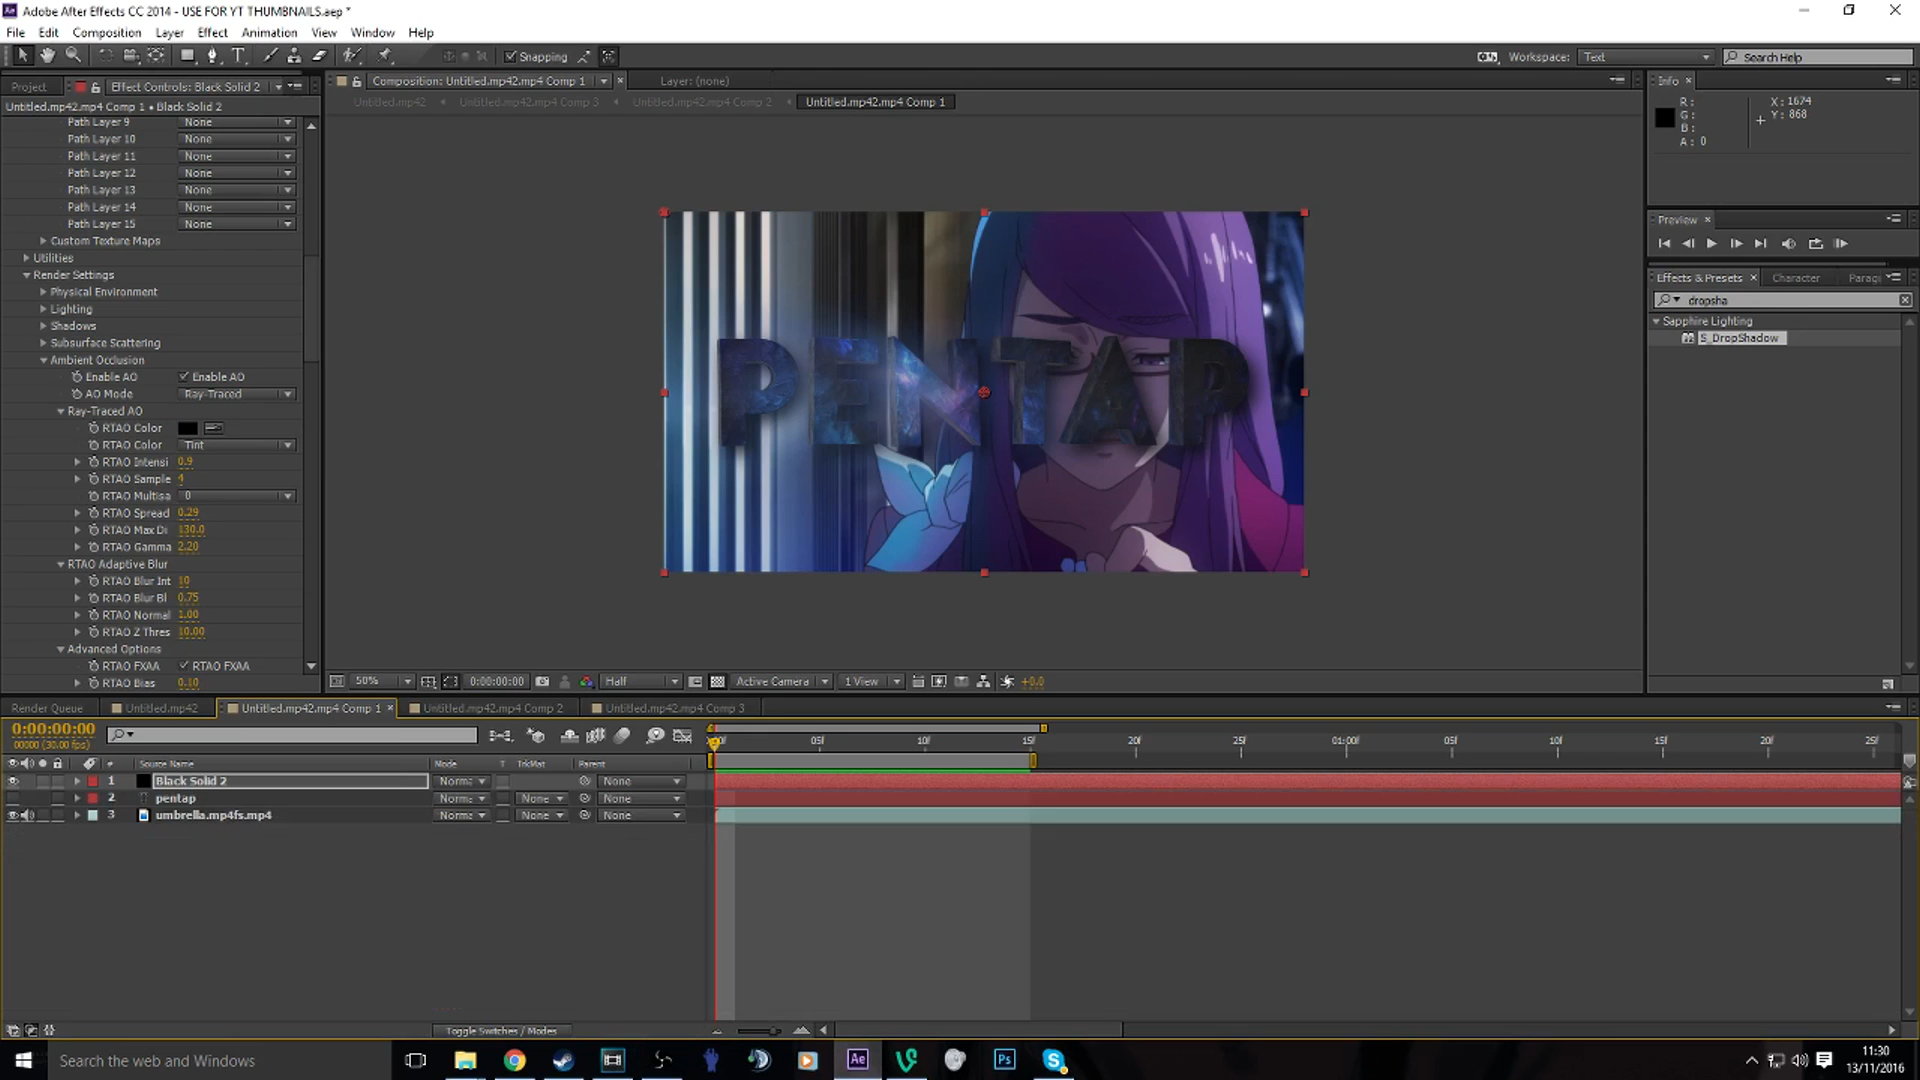 Adobe After Effects CC 2014 - USE FOR YT THUMBNAILS.aep *
File Edit Composition Layer Effect Animation View Window Help
Snapping
Workspace: Text
Search Help
Project
Effect Controls: Black Solid 2
Untitled.mp42.mp4 Comp 1 • Black Solid 2
Path Layer 9 None
Path Layer 10 None
Path Layer 11 None
Path Layer 12 None
Path Layer 13 None
Path Layer 14 None
Path Layer 15 None
Custom Texture Maps
Utilities
Render Settings
Physical Environment
Lighting
Shadows
Subsurface Scattering
Ambient Occlusion
Enable AO Enable AO
AO Mode Ray-Traced
Ray-Traced AO
RTAO Color
RTAO Color Tint
RTAO Intensi 0.9
RTAO Sample 4
RTAO Multisa 0
RTAO Spread 0.29
RTAO Max Di 130.0
RTAO Gamma 2.20
RTAO Adaptive Blur
RTAO Blur Int 10
RTAO Blur Bl 0.75
RTAO Normal 1.00
RTAO Z Thres 10.00
Advanced Options
RTAO FXAA RTAO FXAA
RTAO Bias 0.10
Composition: Untitled.mp42.mp4 Comp 1
Layer: (none)
Untitled.mp42 Untitled.mp42.mp4 Comp 3 Untitled.mp42.mp4 Comp 2 Untitled.mp42.mp4 Comp 1
PENTAP
50% 0:00:00:00 Half Active Camera 1 View +0.0
Info
R:
G:
B:
A: 0
X: 1674
Y: 868
Preview
Effects & Presets Character Paragi
dropsha
Sapphire Lighting
S_DropShadow
Render Queue Untitled.mp42 Untitled.mp42.mp4 Comp 1 Untitled.mp42.mp4 Comp 2 Untitled.mp42.mp4 Comp 3
0:00:00:00
00000 (30.00 fps)
05f 10f 15f 20f 25f 01:00f 05f 10f 15f 20f 25f
# Source Name Mode T TrkMat Parent
1 Black Solid 2 Norma None
2 pentap Norma None None
3 umbrella.mp4fs.mp4 Norma None None
Toggle Switches / Modes
Search the web and Windows
Ae
Ps
11:30
13/11/2016